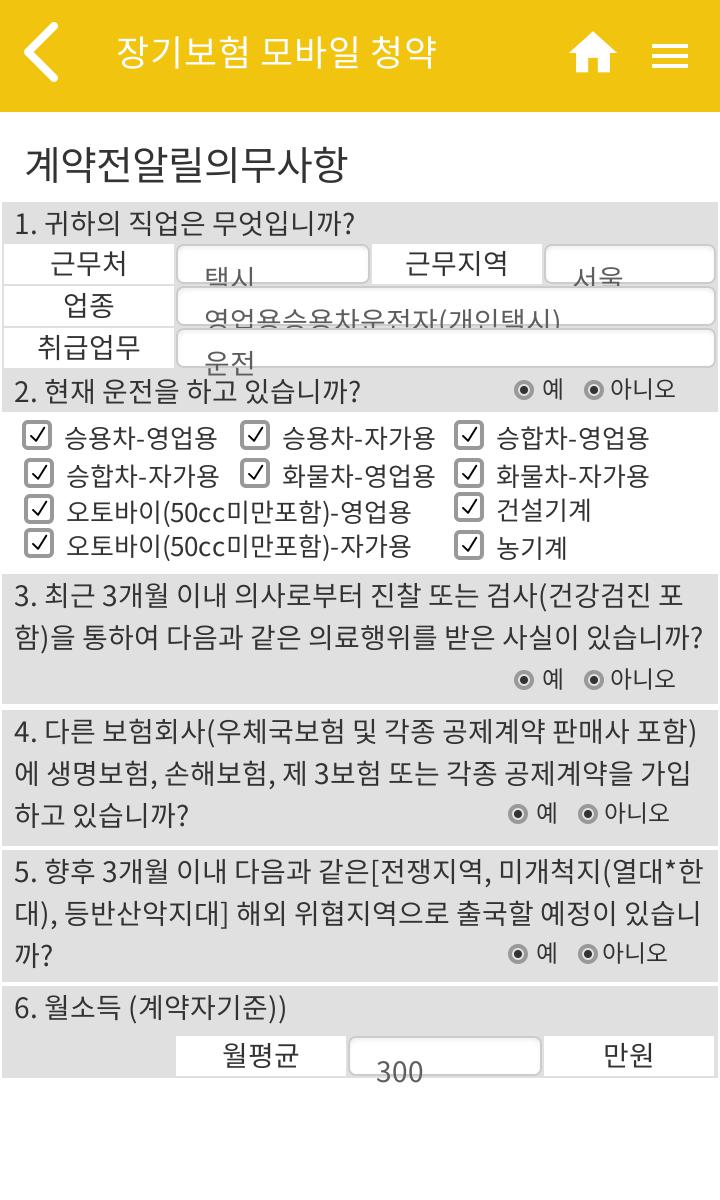 장기보험 모바일 청약
계약전알릴의무사항
1. 귀하의 직업은 무엇입니까?
근무처 택시 근무지역 서울
업종 영업용승용차운전자(개인택시)
취급업무 운전
2. 현재 운전을 하고 있습니까? 예 아니오
승용차-영업용 승용차-자가용 승합차-영업용
승합차-자가용 화물차-영업용 화물차-자가용
오토바이(50cc미만포함)-영업용 건설기계
오토바이(50cc미만포함)-자가용 농기계
3. 최근 3개월 이내 의사로부터 진찰 또는 검사(건강검진 포
함)을 통하여 다음과 같은 의료행위를 받은 사실이 있습니까?
예 아니오
4. 다른 보험회사(우체국보험 및 각종 공제계약 판매사 포함)
에 생명보험, 손해보험, 제 3보험 또는 각종 공제계약을 가입
하고 있습니까? 예 아니오
5. 향후 3개월 이내 다음과 같은[전쟁지역, 미개척지(열대*한
대), 등반산악지대] 해외 위협지역으로 출국할 예정이 있습니
까? 예 아니오
6. 월소득 (계약자기준))
월평균 300 만원